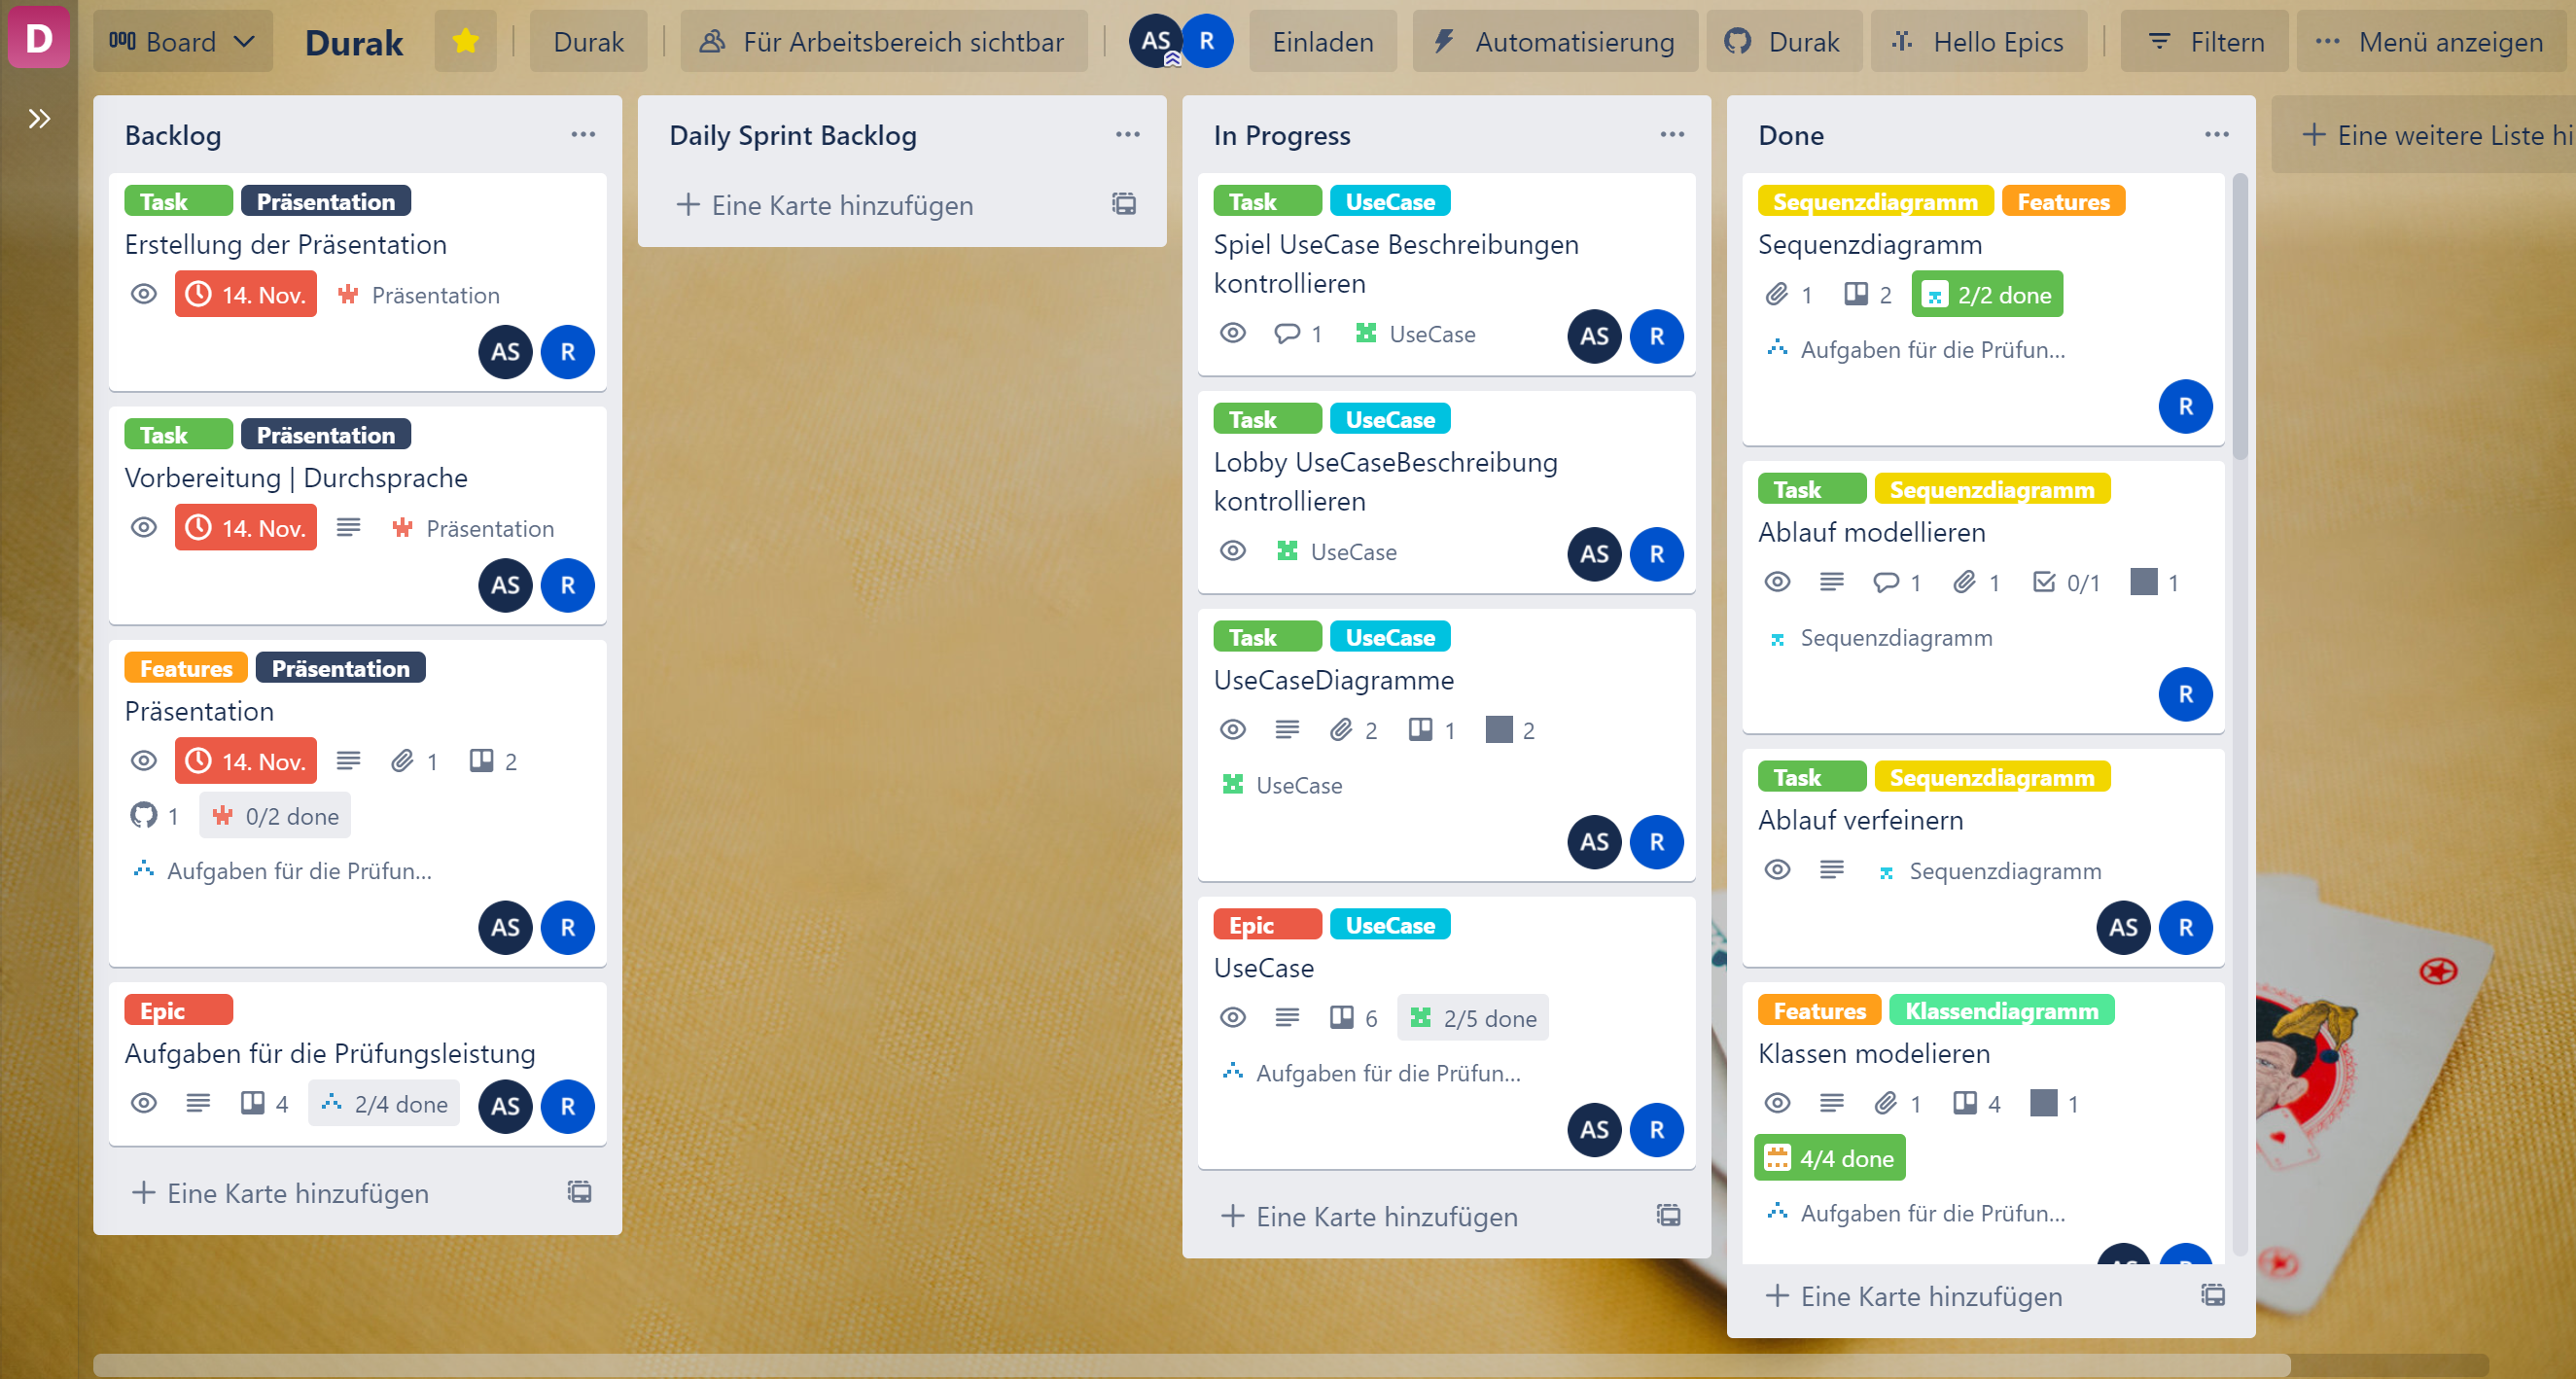 D
Board
Durak
Durak
Für Arbeitsbereich sichtbar
AS
R
Einladen
Automatisierung
Durak
Hello Epics
Filtern
Menü anzeigen
Backlog
Task
Präsentation
Erstellung der Präsentation
14. Nov.
Präsentation
AS
R
Task
Präsentation
Vorbereitung | Durchsprache
14. Nov.
Präsentation
AS
R
Features
Präsentation
Präsentation
14. Nov.
1
2
1
0/2 done
Aufgaben für die Prüfun...
AS
R
Epic
Aufgaben für die Prüfungsleistung
4
2/4 done
AS
R
+ Eine Karte hinzufügen
Daily Sprint Backlog
+ Eine Karte hinzufügen
In Progress
Task
UseCase
Spiel UseCase Beschreibungen
kontrollieren
1
UseCase
AS
R
Task
UseCase
Lobby UseCaseBeschreibung
kontrollieren
UseCase
AS
R
Task
UseCase
UseCaseDiagramme
2
1
2
UseCase
AS
R
Epic
UseCase
UseCase
6
2/5 done
Aufgaben für die Prüfun...
AS
R
+ Eine Karte hinzufügen
Done
Sequenzdiagramm
Features
Sequenzdiagramm
1
2
2/2 done
Aufgaben für die Prüfun...
R
Task
Sequenzdiagramm
Ablauf modellieren
1
1
0/1
1
Sequenzdiagramm
R
Task
Sequenzdiagramm
Ablauf verfeinern
Sequenzdiagramm
AS
R
Features
Klassendiagramm
Klassen modelieren
1
4
1
4/4 done
Aufgaben für die Prüfun...
AS
R
+ Eine Karte hinzufügen
+ Eine weitere Liste hi